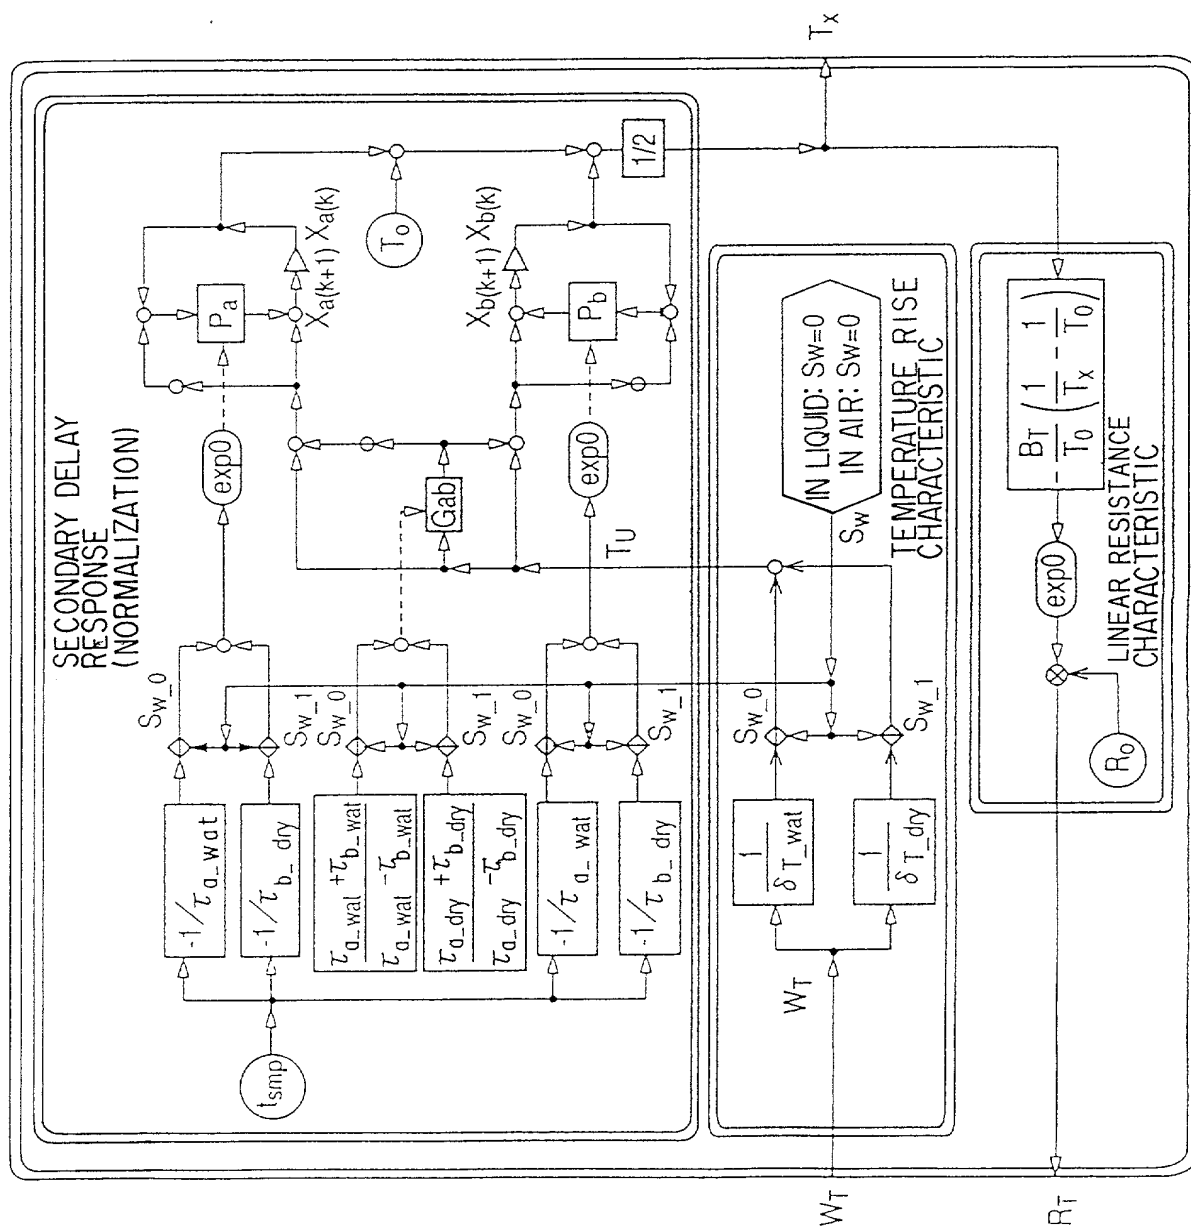 SECONDARY DELAY
RESPONSE
(NORMALIZATION)
tsmp
-1/τa_wat
-1/τb_dry
τa_wat+τb_wat
τa_wat-τb_wat
τa_dry+τb_dry
τa_dry-τb_dry
-1/τa_wat
-1/τb_dry
Sw_0
Sw_1
Sw_0
Sw_1
Sw_0
Sw_1
exp0
Gab
exp0
TU
Pa
Xa(k+1) Xa(k)
To
Xb(k+1) Xb(k)
Pb
1/2
Tx
WT
WT
1
δT_wat
1
δT_dry
Sw_0
Sw_1
Sw
IN LIQUID: Sw=0
IN AIR: Sw=0
TEMPERATURE RISE
CHARACTERISTIC
RT
Ro
exp0
BT/T0 (1/Tx - 1/T0)
LINEAR RESISTANCE
CHARACTERISTIC